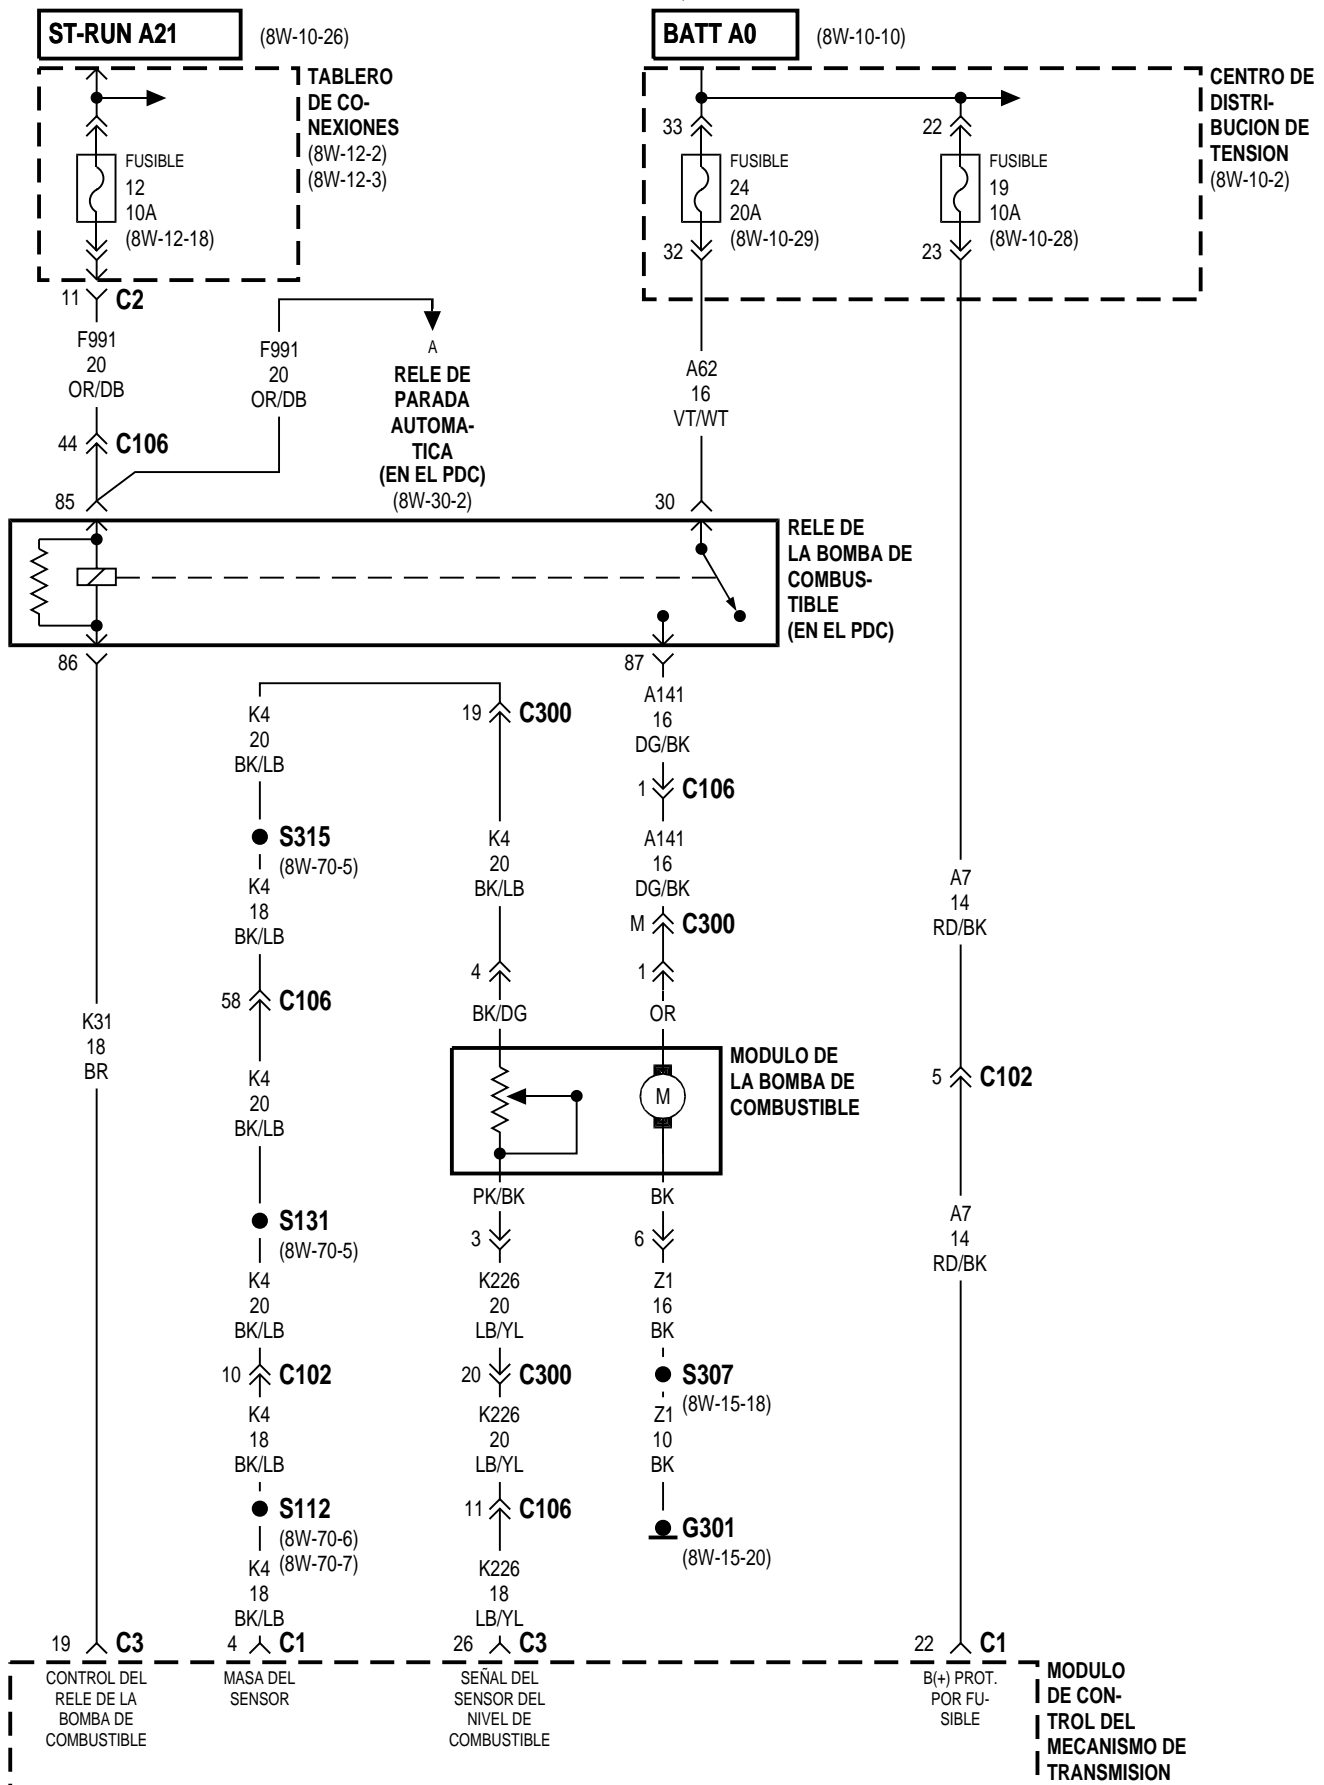 ST-RUN A21
(8W-10-26)
BATT A0
(8W-10-10)
TABLERO
DE CO-
NEXIONES
(8W-12-2)
(8W-12-3)
FUSIBLE
12
10A
(8W-12-18)
11
C2
33
FUSIBLE
24
20A
(8W-10-29)
32
22
FUSIBLE
19
10A
(8W-10-28)
23
CENTRO DE
DISTRI-
BUCION DE
TENSION
(8W-10-2)
F991
20
OR/DB
F991
20
OR/DB
A
RELE DE
PARADA
AUTOMA-
TICA
(EN EL PDC)
(8W-30-2)
A62
16
VT/WT
44
C106
85
30
RELE DE
LA BOMBA DE
COMBUS-
TIBLE
(EN EL PDC)
86
87
K4
20
BK/LB
19
C300
A141
16
DG/BK
1
C106
S315
(8W-70-5)
K4
18
BK/LB
K4
20
BK/LB
A141
16
DG/BK
M
C300
A7
14
RD/BK
4
1
58
C106
BK/DG
OR
K31
18
BR
MODULO DE
LA BOMBA DE
COMBUSTIBLE
M
5
C102
K4
20
BK/LB
PK/BK
BK
S131
(8W-70-5)
3
6
A7
14
RD/BK
K4
20
BK/LB
K226
20
LB/YL
Z1
16
BK
10
C102
20
C300
S307
(8W-15-18)
K4
18
BK/LB
K226
20
LB/YL
Z1
10
BK
S112
(8W-70-6)
(8W-70-7)
11
C106
G301
(8W-15-20)
K4
18
BK/LB
K226
18
LB/YL
19
C3
4
C1
26
C3
22
C1
CONTROL DEL
RELE DE LA
BOMBA DE
COMBUSTIBLE
MASA DEL
SENSOR
SEÑAL DEL
SENSOR DEL
NIVEL DE
COMBUSTIBLE
B(+) PROT.
POR FU-
SIBLE
MODULO
DE CON-
TROL DEL
MECANISMO DE
TRANSMISION